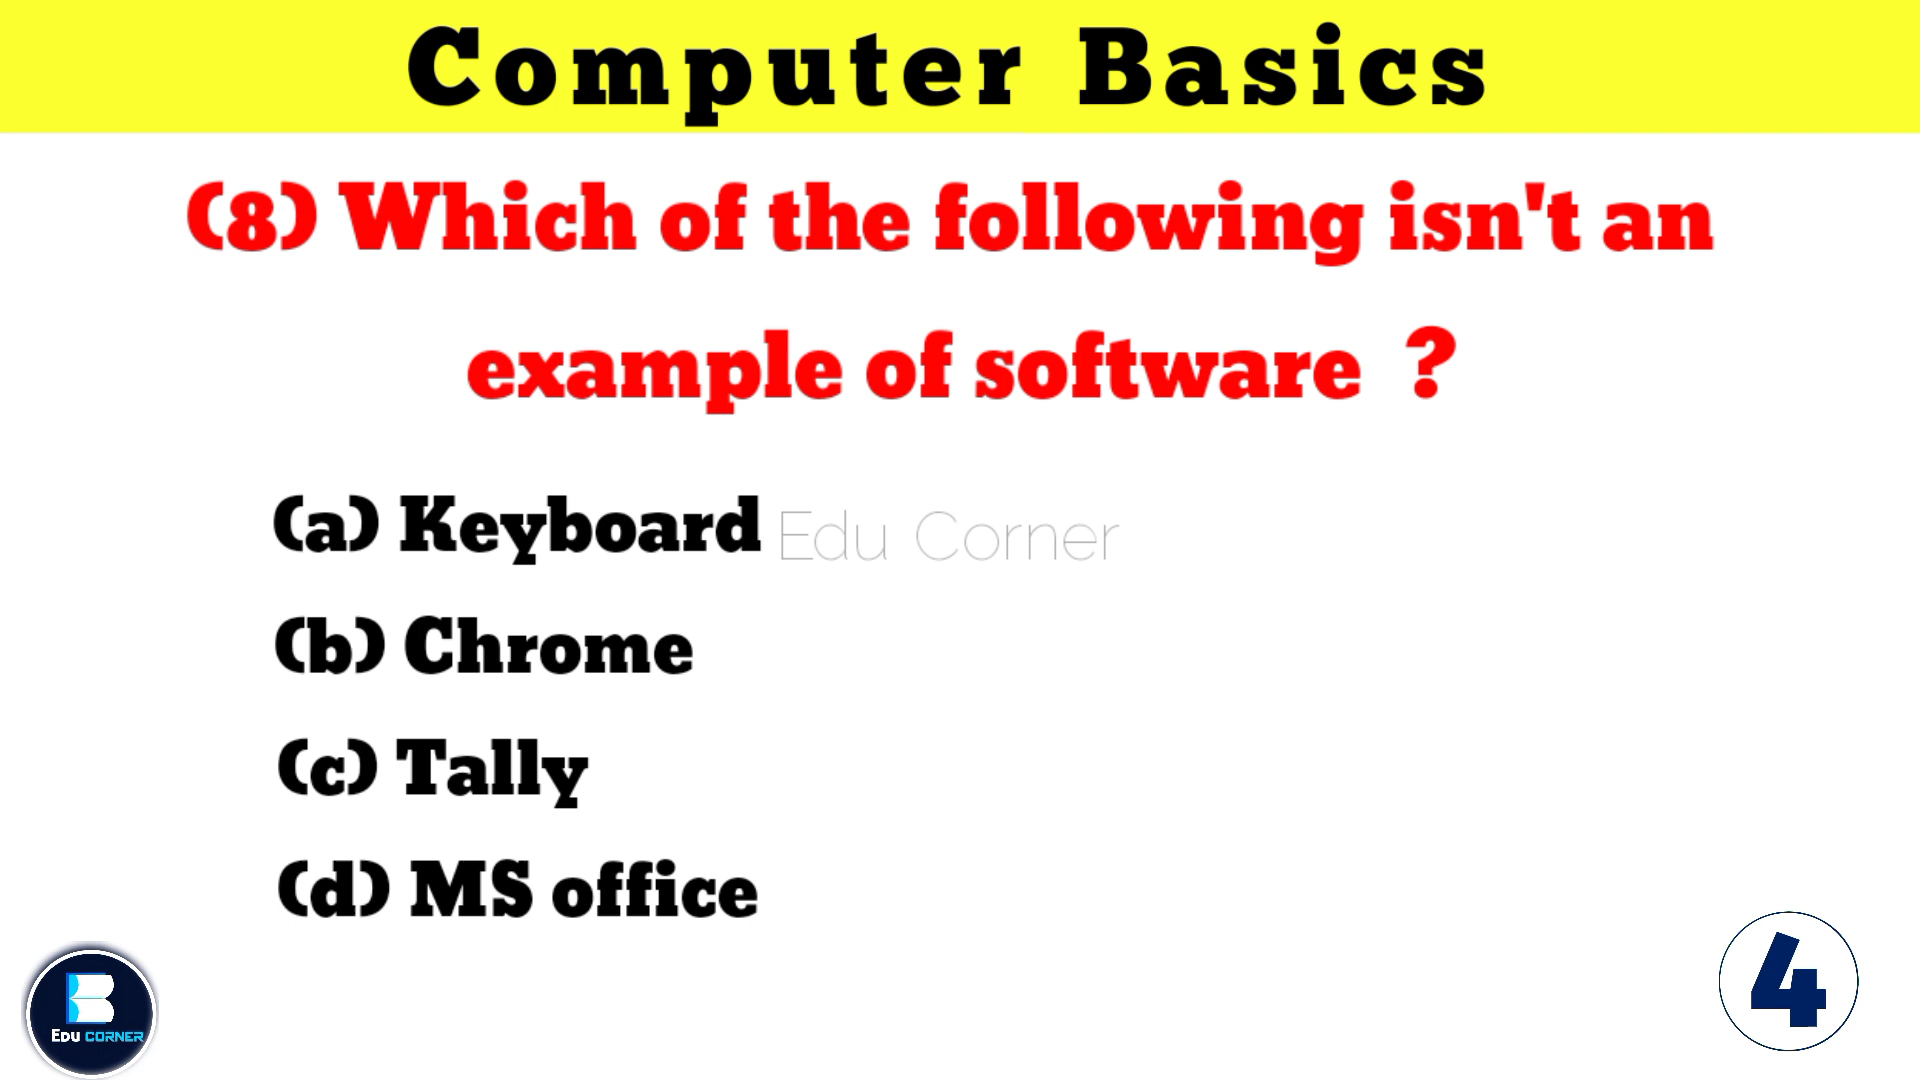 Computer Basics
(8) Which of the following isn't an
example of software ?
(a) Keyboard
Edu Corner
(b) Chrome
(c) Tally
(d) MS office
EDU CORNER
4